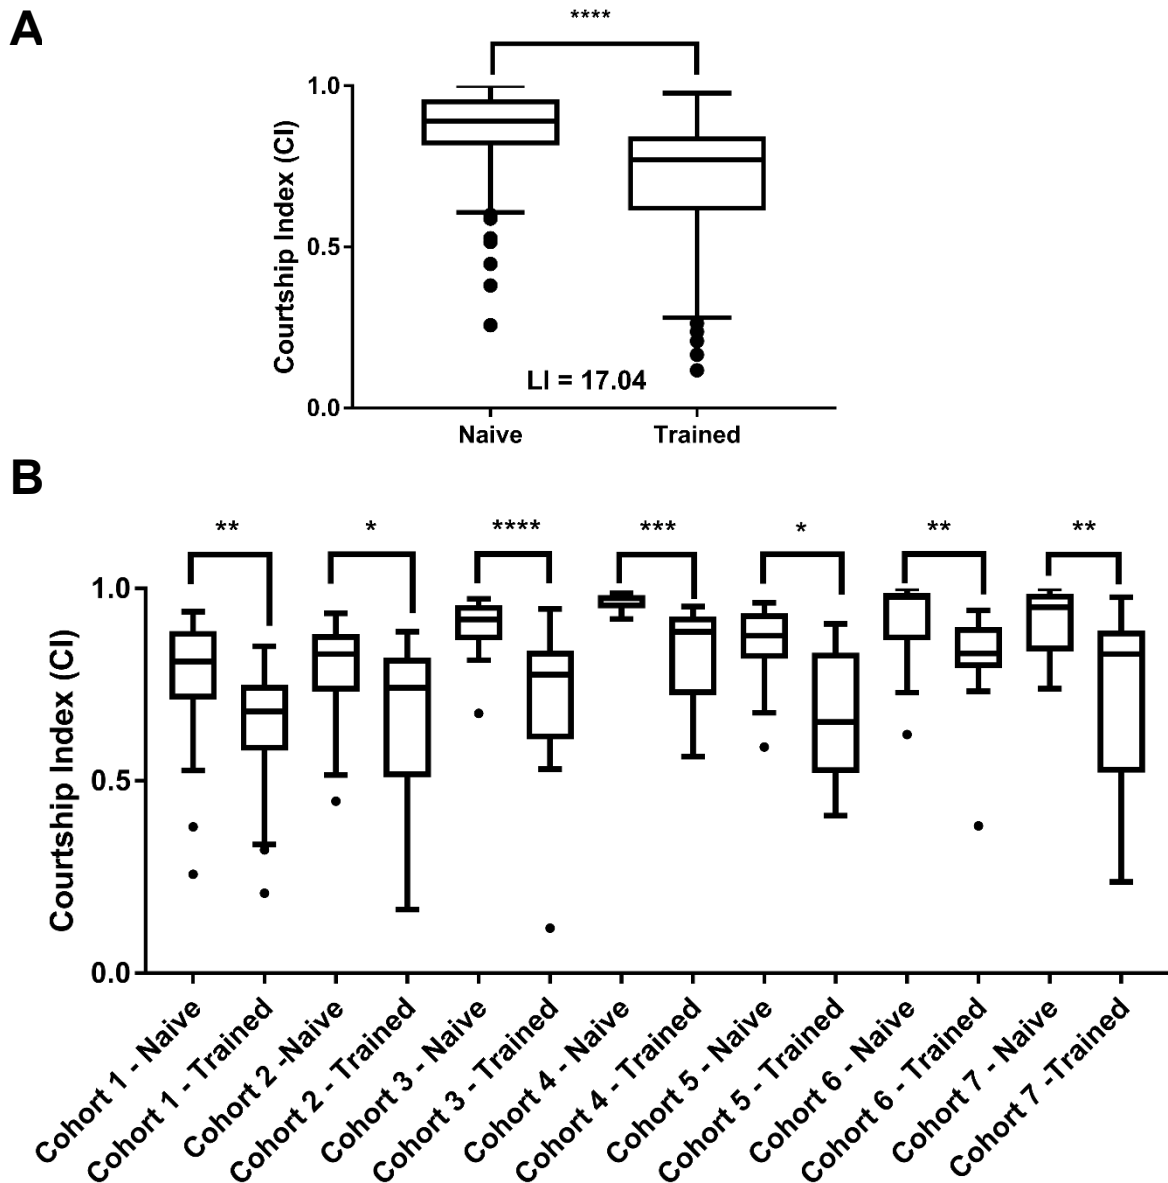 A
****
1.0
Courtship Index (CI)
0.5
LI = 17.04
0.0
Naive Trained
B
** * **** *** * ** **
1.0
Courtship Index (CI)
0.5
0.0
Cohort 1 - Naive
Cohort 1 - Trained
Cohort 2 -Naive
Cohort 2 - Trained
Cohort 3 - Naive
Cohort 3 - Trained
Cohort 4 - Naive
Cohort 4 - Trained
Cohort 5 - Naive
Cohort 5 - Trained
Cohort 6 - Naive
Cohort 6 - Trained
Cohort 7 - Naive
Cohort 7 -Trained